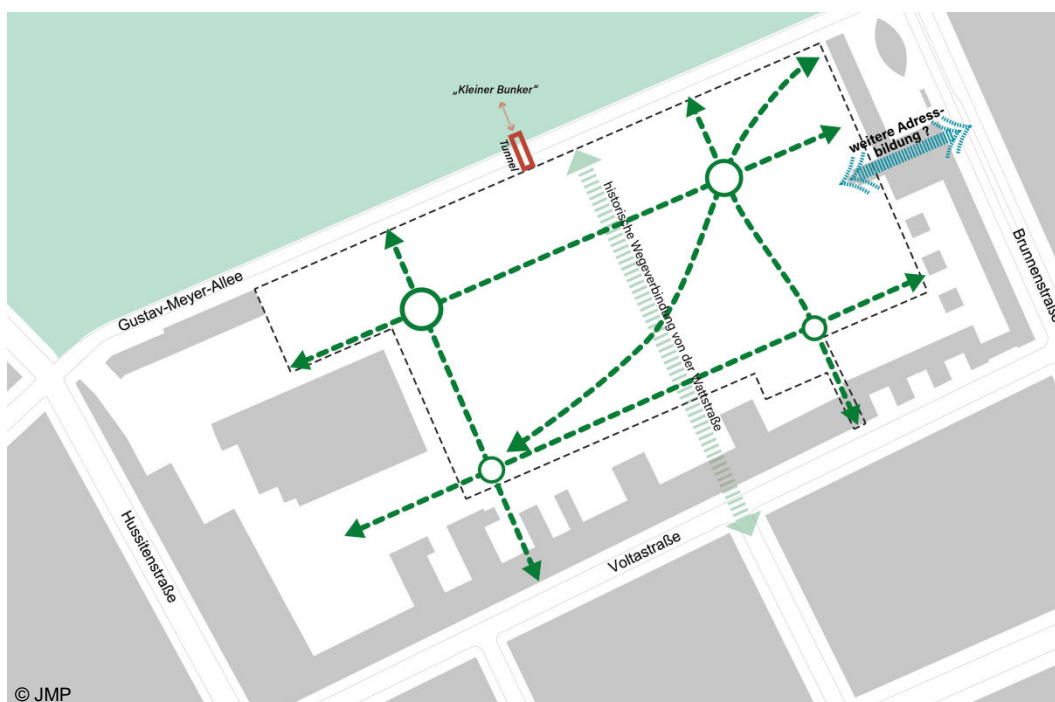 „Kleiner Bunker“
Tunnel
weitere Adress-
bildung ?
historische Wegeverbindung von der Wattstraße
Gustav-Meyer-Allee
Brunnenstraße
Hussitenstraße
Voltastraße
© JMP